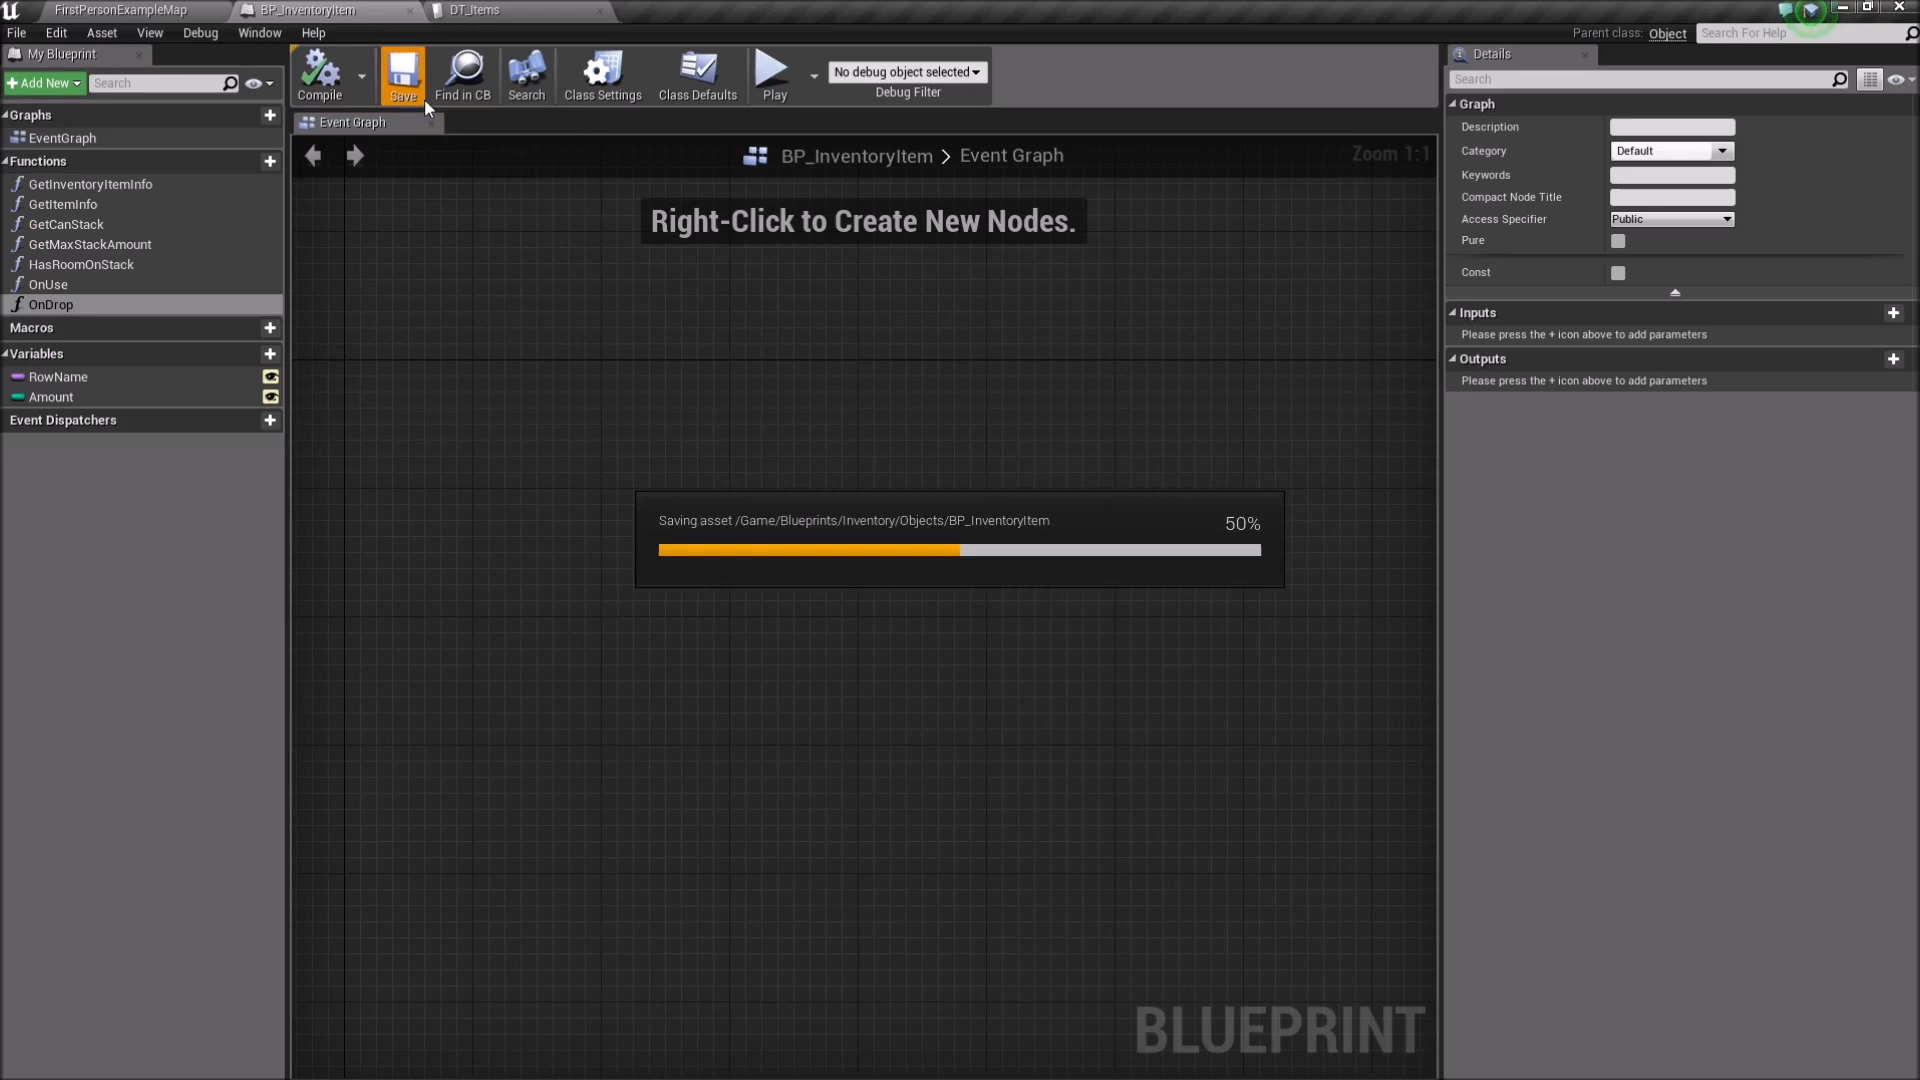 FirstPersonExampleMap
BP_InventoryItem
DT_Items
File Edit Asset View Debug Window Help
Parent class: Object
Search For Help
My Blueprint
Add New
Search
Compile
Save
Find in CB
Search
Class Settings
Class Defaults
Play
No debug object selected
Debug Filter
Graphs
EventGraph
Functions
GetInventoryItemInfo
GetItemInfo
GetCanStack
GetMaxStackAmount
HasRoomOnStack
OnUse
OnDrop
Macros
Variables
RowName
Amount
Event Dispatchers
Event Graph
BP_InventoryItem > Event Graph
Zoom 1:1
Right-Click to Create New Nodes.
Saving asset /Game/Blueprints/Inventory/Objects/BP_InventoryItem
50%
BLUEPRINT
Details
Search
Graph
Description
Category Default
Keywords
Compact Node Title
Access Specifier Public
Pure
Const
Inputs
Please press the + icon above to add parameters
Outputs
Please press the + icon above to add parameters